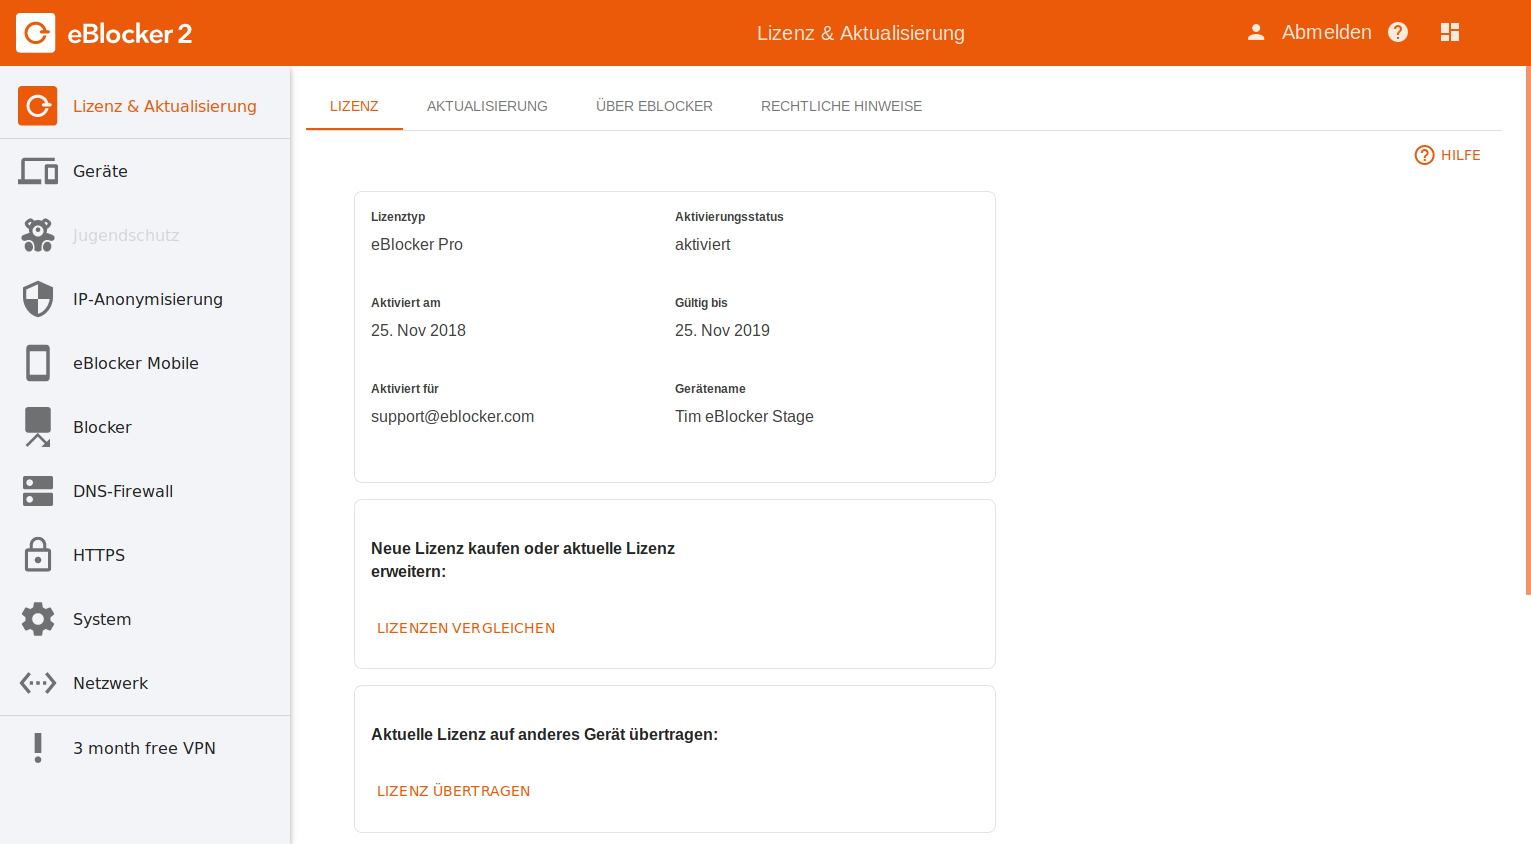 eBlocker 2
Lizenz & Aktualisierung
Abmelden
Lizenz & Aktualisierung
Geräte
Jugendschutz
IP-Anonymisierung
eBlocker Mobile
Blocker
DNS-Firewall
HTTPS
System
Netzwerk
3 month free VPN
LIZENZ AKTUALISIERUNG ÜBER EBLOCKER RECHTLICHE HINWEISE
HILFE
Lizenztyp Aktivierungsstatus
eBlocker Pro aktiviert
Aktiviert am Gültig bis
25. Nov 2018 25. Nov 2019
Aktiviert für Gerätename
support@eblocker.com Tim eBlocker Stage
Neue Lizenz kaufen oder aktuelle Lizenz
erweitern:
LIZENZEN VERGLEICHEN
Aktuelle Lizenz auf anderes Gerät übertragen:
LIZENZ ÜBERTRAGEN